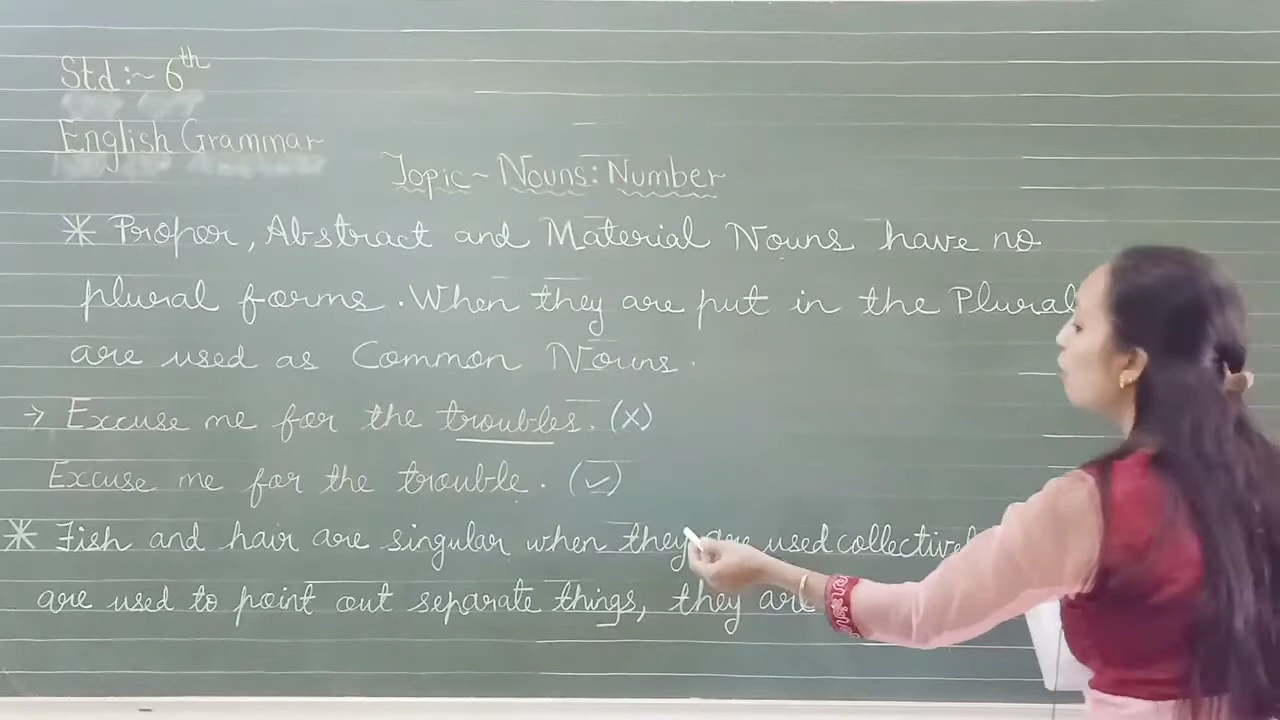 Std :~ 6th
English Grammar
Topic ~ Nouns: Number
* Proper, Abstract and Material Nouns have no
plural forms. When they are put in the Plural
are used as Common Nouns.
→ Excuse me for the troubles. (x)
Excuse me for the trouble. (✓)
* Fish and hair are singular when they are used
are used to point out separate things, they are